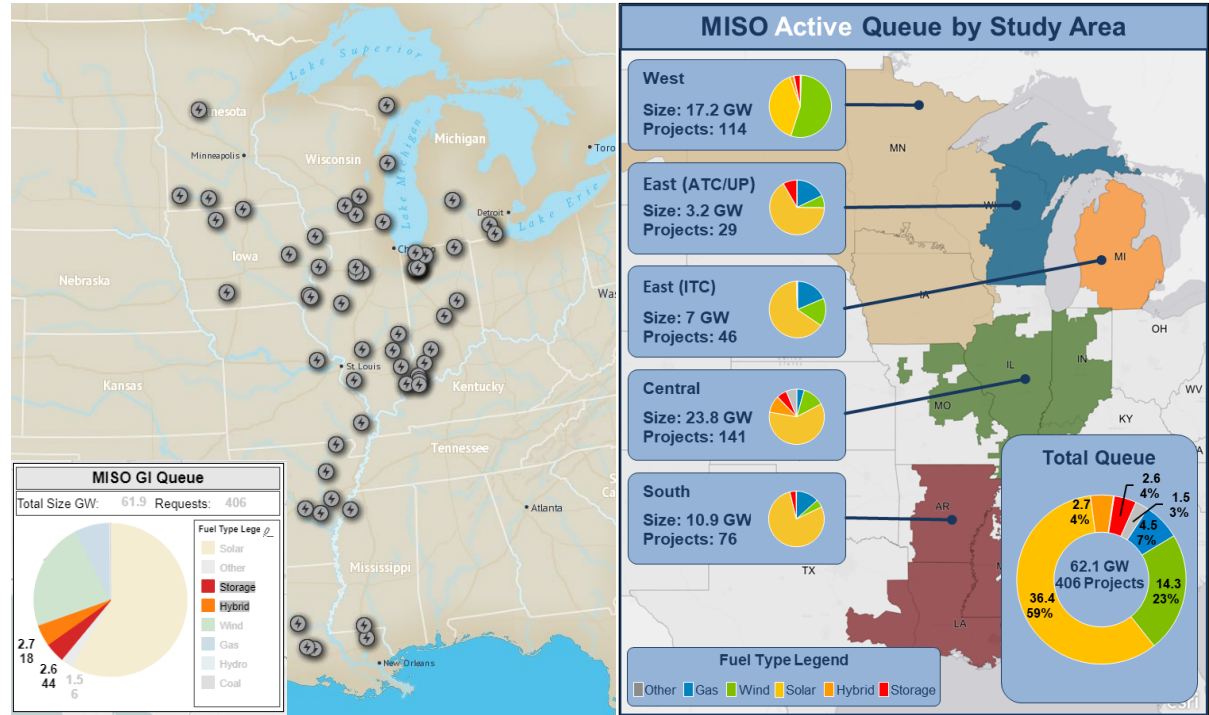 Lake Superior
nesota
Minneapolis
Wisconsin
Michigan
Lake Michigan
Toro
Detroit
Lake Erie
Iowa
Nebraska
Was
Kansas
St. Louis
Kentucky
Tennessee
Atlanta
Mississippi
New Orleans
MISO GI Queue
Total Size GW: 61.9 Requests: 406
Fuel Type Lege
Solar
Other
Storage
Hybrid
Wind
Gas
Hydro
Coal
2.7
18
2.6
44
1.5
6
MISO Active Queue by Study Area
West
Size: 17.2 GW
Projects: 114
East (ATC/UP)
Size: 3.2 GW
Projects: 29
East (ITC)
Size: 7 GW
Projects: 46
Central
Size: 23.8 GW
Projects: 141
South
Size: 10.9 GW
Projects: 76
MN
WI
MI
IA
OH
IL
IN
MO
WV
KY
AR
TX
LA
Total Queue
2.7
4%
2.6
4%
1.5
3%
4.5
7%
14.3
23%
36.4
59%
62.1 GW
406 Projects
Fuel Type Legend
Other Gas Wind Solar Hybrid Storage
esri